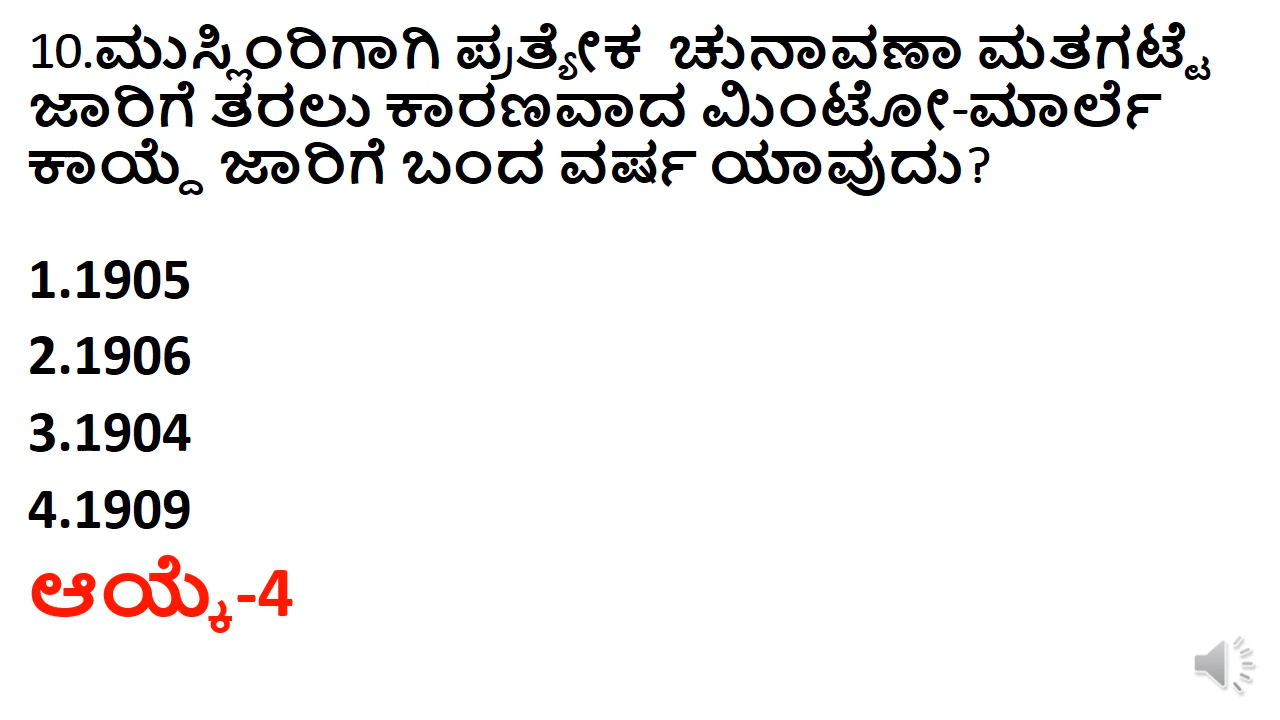 10.ಮುಸ್ಲಿಂರಿಗಾಗಿ ಪ್ರತ್ಯೇಕ ಚುನಾವಣಾ ಮತಗಟ್ಟೆ
ಜಾರಿಗೆ ತರಲು ಕಾರಣವಾದ ಮಿಂಟೋ-ಮಾರ್ಲೆ
ಕಾಯ್ದೆ ಜಾರಿಗೆ ಬಂದ ವರ್ಷ ಯಾವುದು?
1.1905
2.1906
3.1904
4.1909
ಆಯ್ಕೆ-4